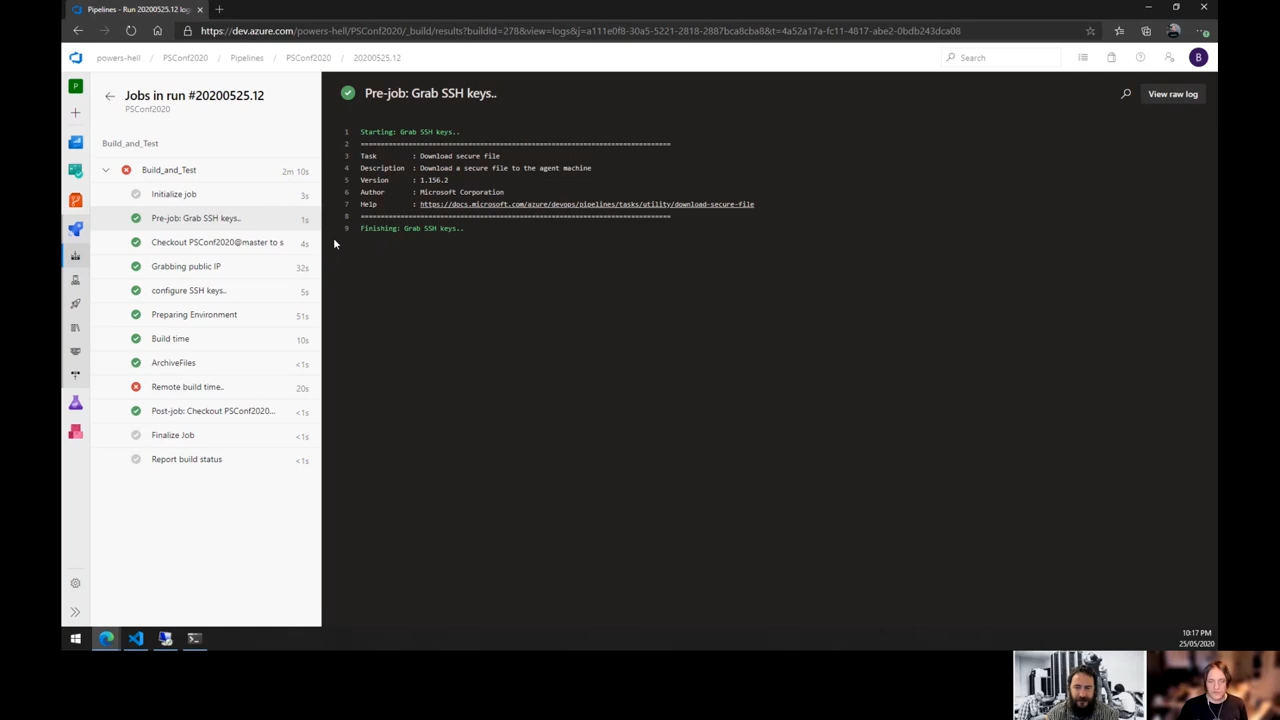 Pipelines - Run 20200525.12 log
https://dev.azure.com/powers-hell/PSConf2020/_build/results?buildId=278&view=logs&j=a111e0f8-30a5-5221-2818-2887bca8cba8&t=4a52a17a-fc11-4817-abe2-0bdb243dca08
powers-hell / PSConf2020 / Pipelines / PSConf2020 / 20200525.12
Search
B
P
Jobs in run #20200525.12
PSConf2020
Build_and_Test
Build_and_Test 2m 10s
Initialize job 3s
Pre-job: Grab SSH keys.. 1s
Checkout PSConf2020@master to s 4s
Grabbing public IP 32s
configure SSH keys.. 5s
Preparing Environment 51s
Build time 10s
ArchiveFiles <1s
Remote build time.. 20s
Post-job: Checkout PSConf2020... <1s
Finalize Job <1s
Report build status <1s
Pre-job: Grab SSH keys..
View raw log
1 Starting: Grab SSH keys..
2 ==============================================================================
3 Task : Download secure file
4 Description : Download a secure file to the agent machine
5 Version : 1.156.2
6 Author : Microsoft Corporation
7 Help : https://docs.microsoft.com/azure/devops/pipelines/tasks/utility/download-secure-file
8 ==============================================================================
9 Finishing: Grab SSH keys..
10:17 PM
25/05/2020